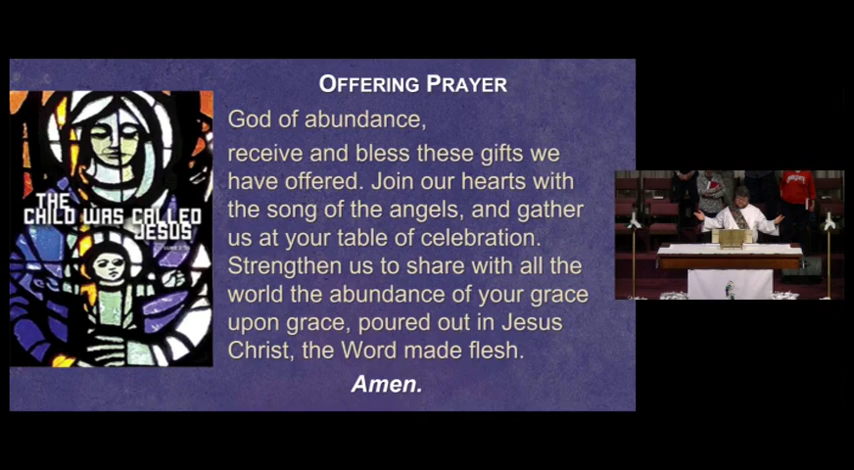 OFFERING PRAYER
God of abundance,
receive and bless these gifts we
have offered. Join our hearts with
the song of the angels, and gather
us at your table of celebration.
Strengthen us to share with all the
world the abundance of your grace
upon grace, poured out in Jesus
Christ, the Word made flesh.
Amen.
THE
CHILD WAS CALLED
JESUS